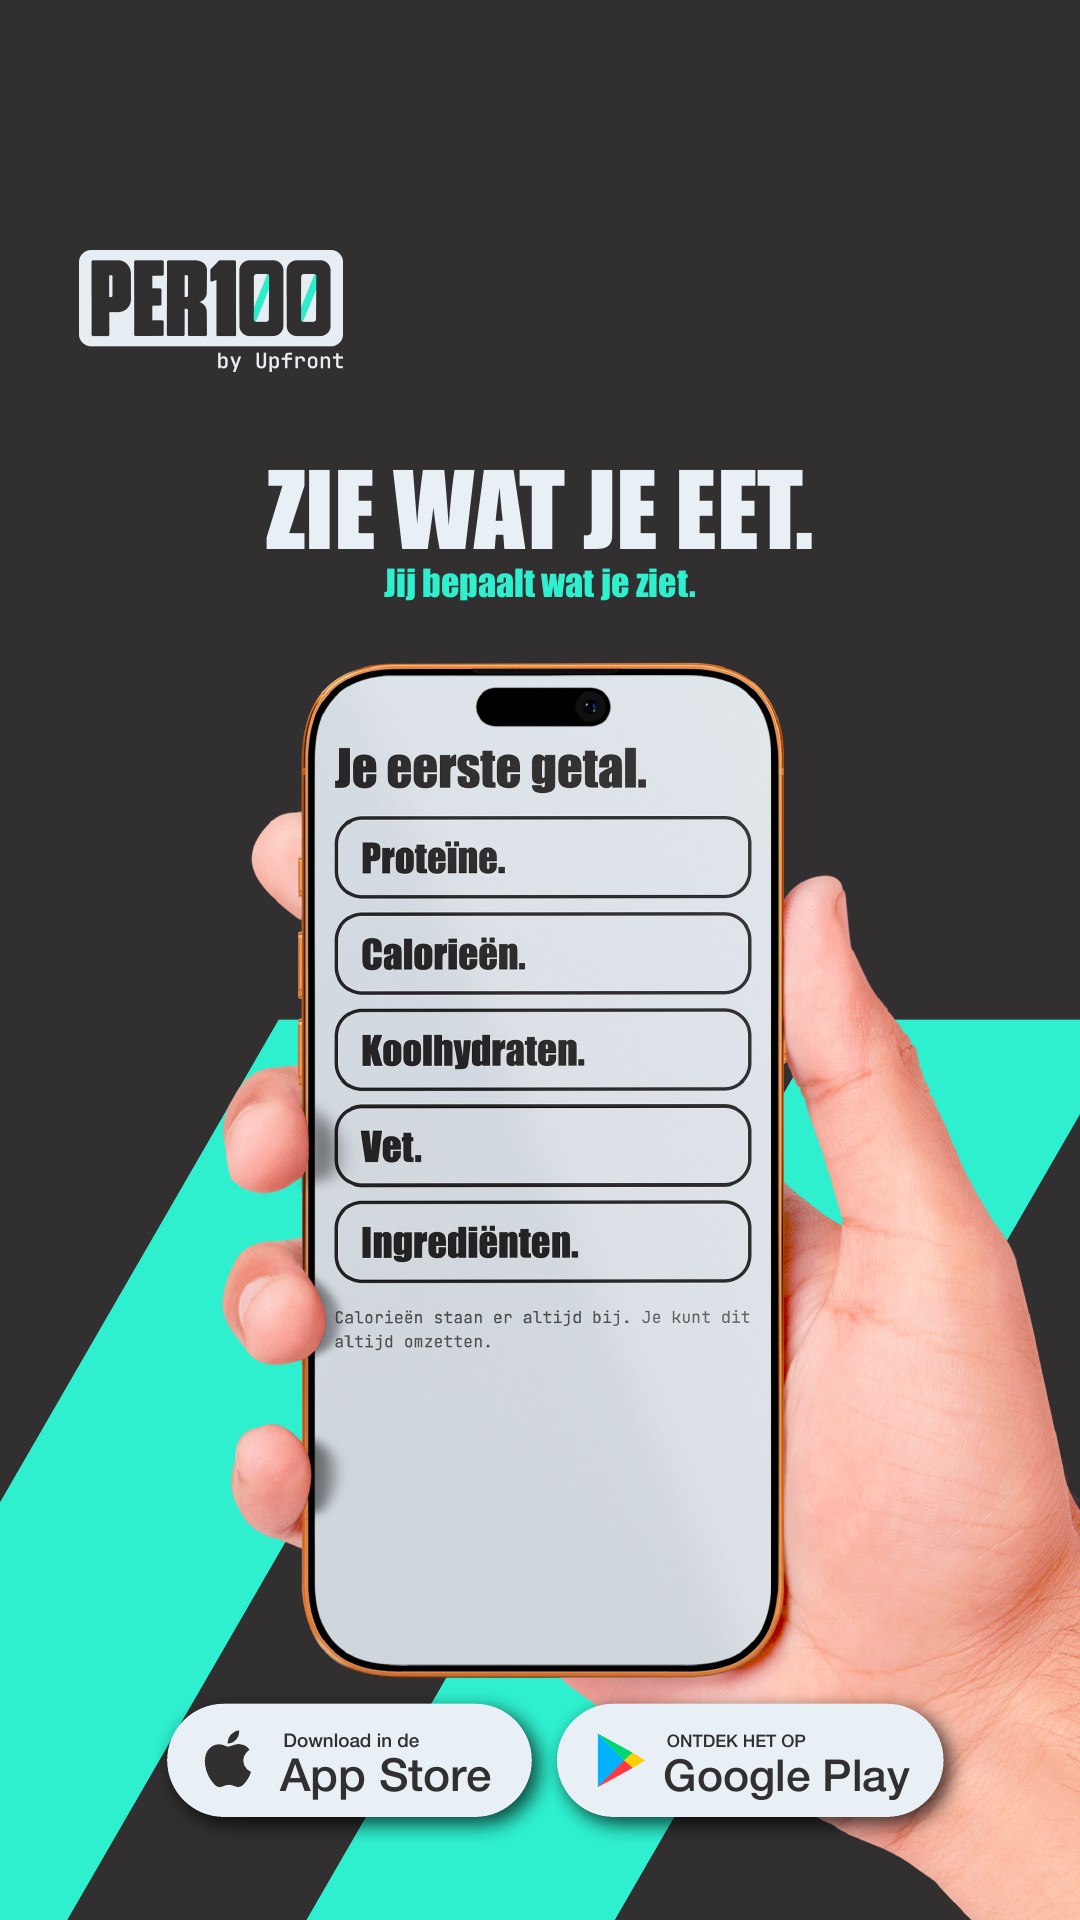 PER100
by Upfront
ZIE WAT JE EET.
Jij bepaalt wat je ziet.
Je eerste getal.
Proteïne.
Calorieën.
Koolhydraten.
Vet.
Ingrediënten.
Calorieën staan er altijd bij. Je kunt dit
altijd omzetten.
Download in de
App Store
ONTDEK HET OP
Google Play